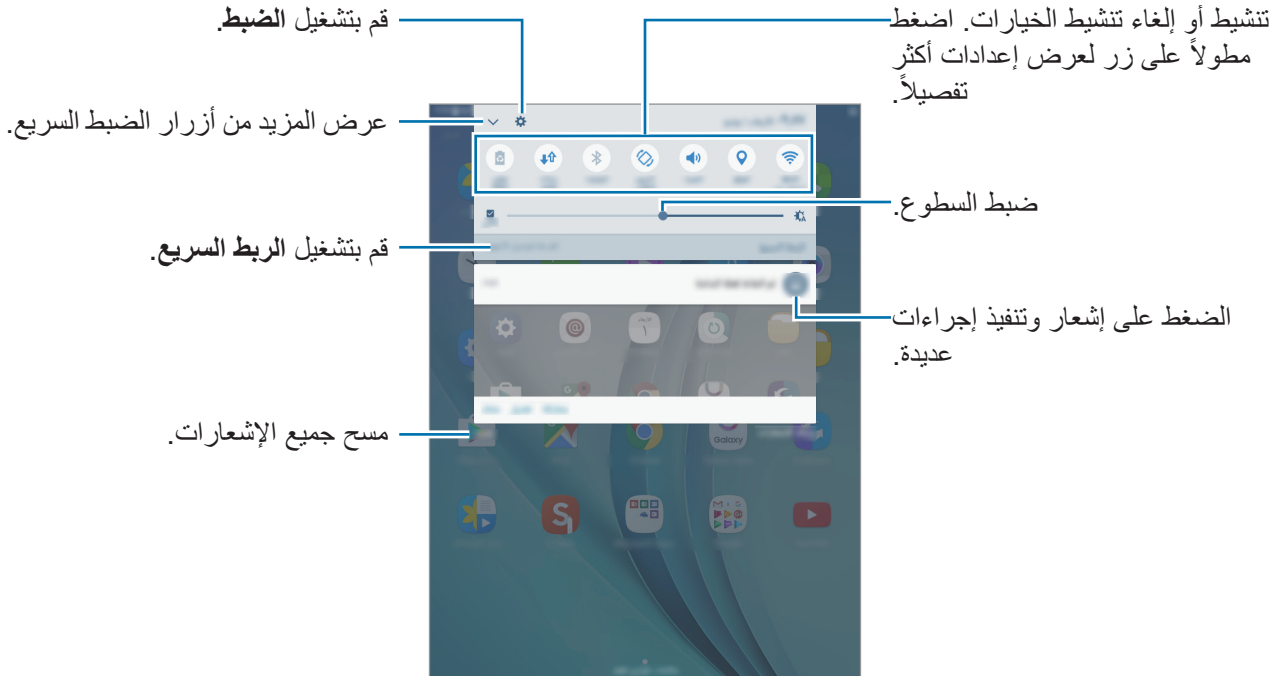 تنشيط أو إلغاء تنشيط الخيارات. اضغط
مطولاً على زر لعرض إعدادات أكثر
تفصيلاً.
قم بتشغيل الضبط.
عرض المزيد من أزرار الضبط السريع.
ضبط السطوع.
قم بتشغيل الربط السريع.
الضغط على إشعار وتنفيذ إجراءات
عديدة.
مسح جميع الإشعارات.
الأربعاء
١
Galaxy